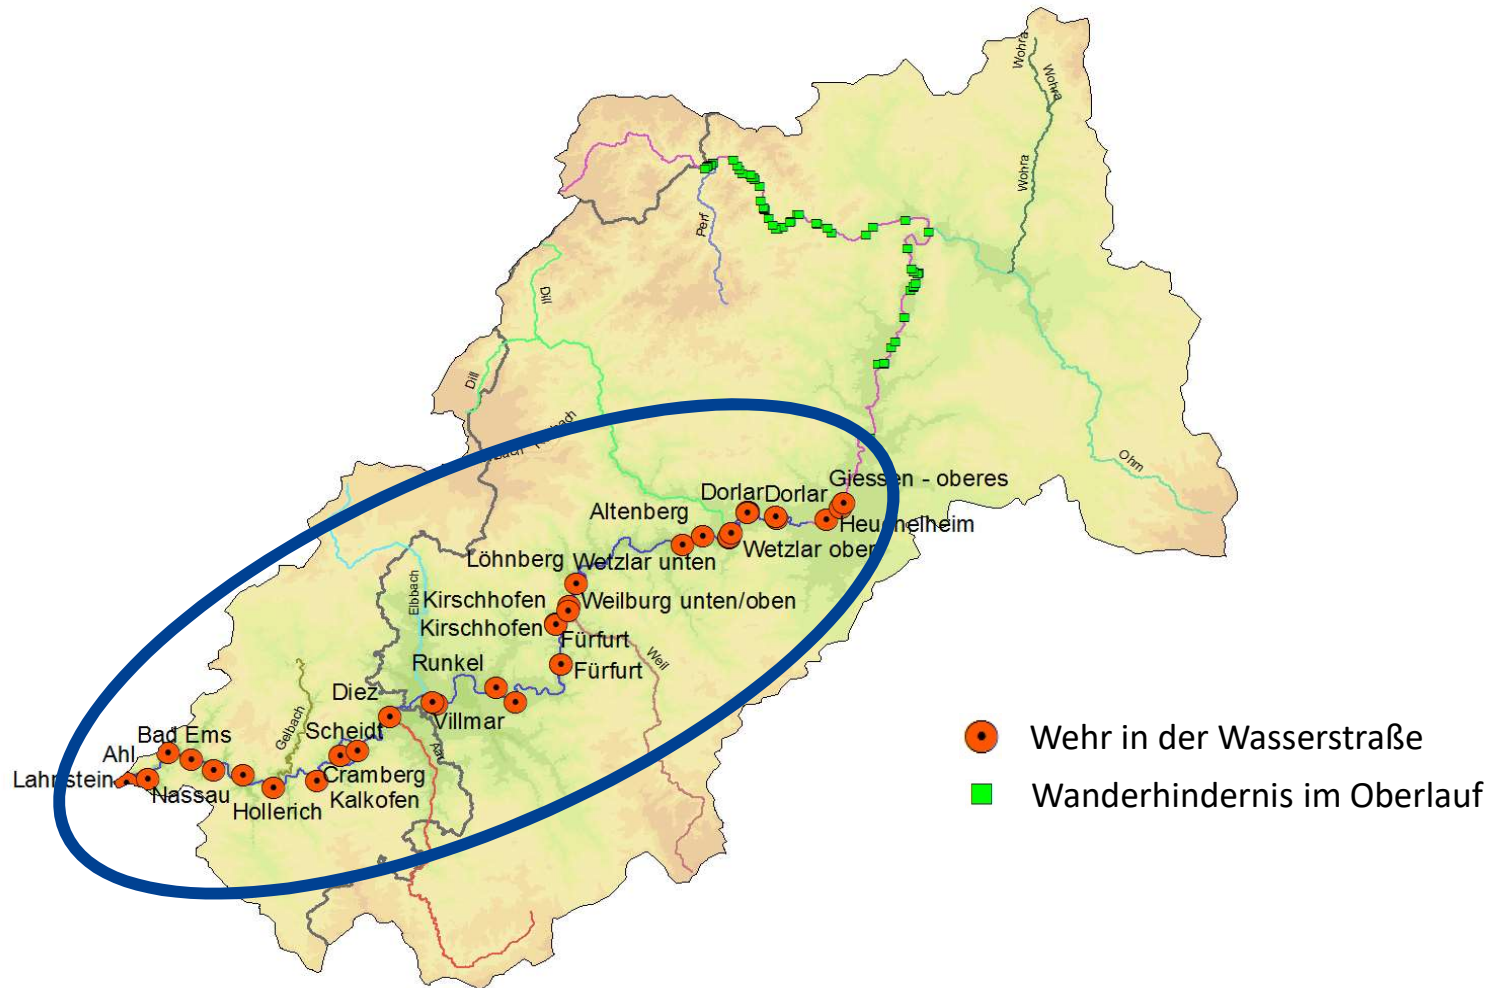 Wohra
Wohra
Wohra
Perf
Dill
Dill
Ohm
Giessen - oberes
Dorlar Dorlar
Altenberg
Heuchelheim
Wetzlar ober
Löhnberg
Wetzlar unten
Elbbach
Kirschhofen
Weilburg unten/oben
Kirschhofen
Fürfurt
Weil
Runkel
Fürfurt
Diez
Villmar
Gelbach
Scheidt
Aar
Bad Ems
Ahl
Lahnstein
Cramberg
Nassau
Kalkofen
Hollerich
Wehr in der Wasserstraße
Wanderhindernis im Oberlauf